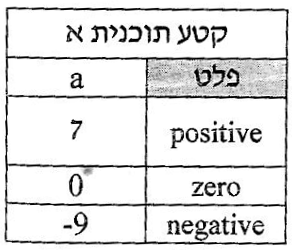 קטע תוכנית א
פלט a
positive 7
zero 0
negative -9